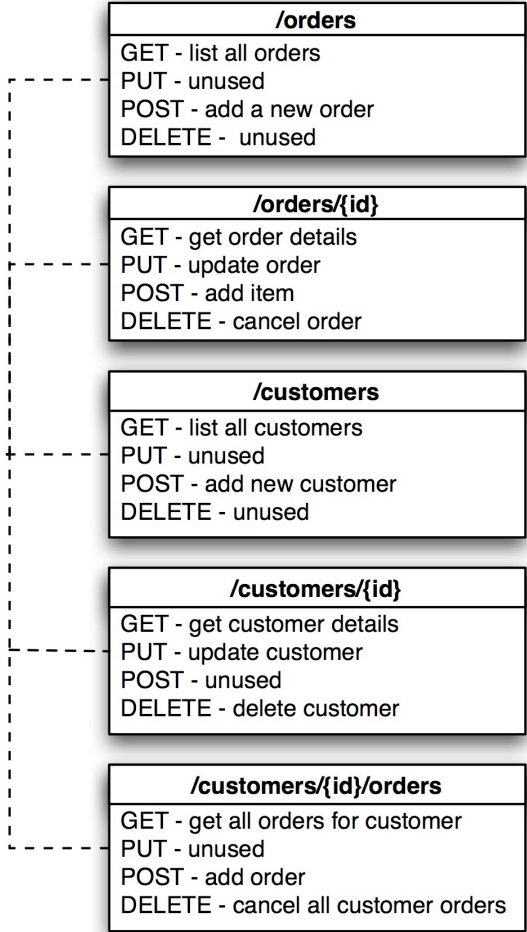 /orders
GET - list all orders
PUT - unused
POST - add a new order
DELETE -  unused
/orders/{id}
GET - get order details
PUT - update order
POST - add item
DELETE - cancel order
/customers
GET - list all customers
PUT - unused
POST - add new customer
DELETE - unused
/customers/{id}
GET - get customer details
PUT - update customer
POST - unused
DELETE - delete customer
/customers/{id}/orders
GET - get all orders for customer
PUT - unused
POST - add order
DELETE - cancel all customer orders